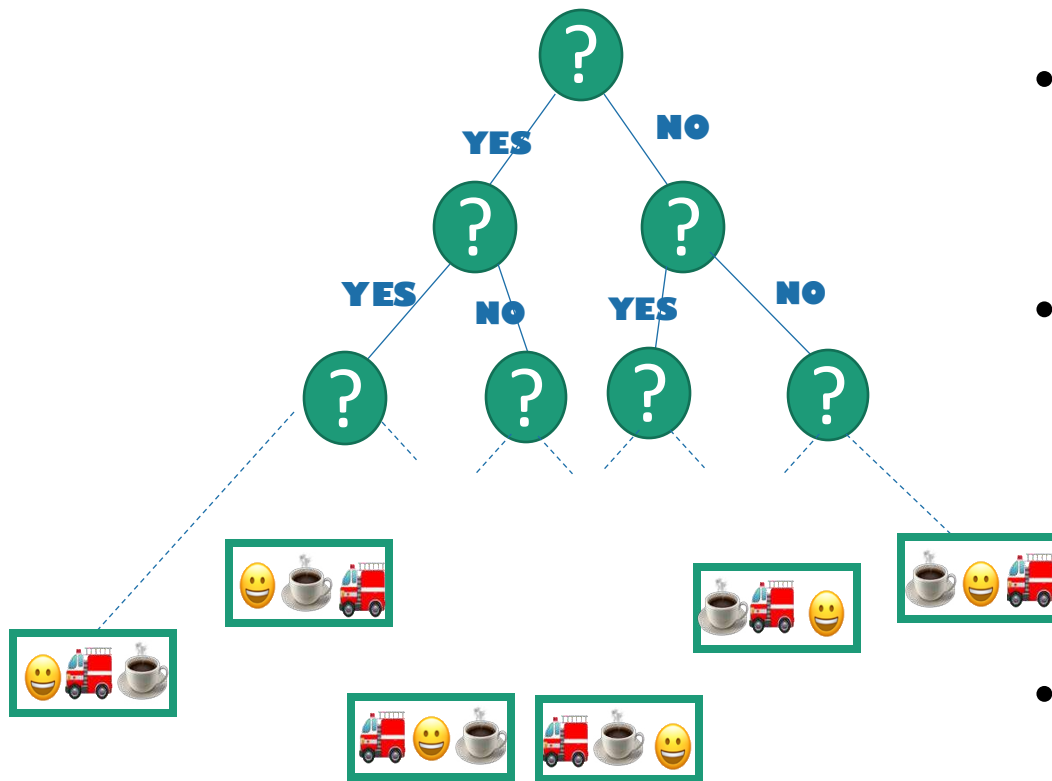 ?
YES NO
? ?
YES NO YES NO
? ? ? ?